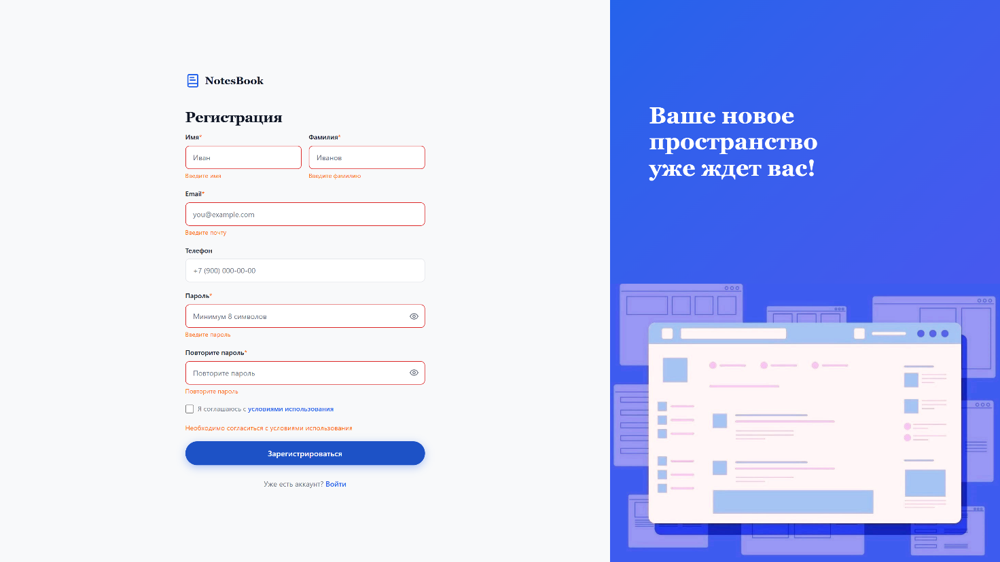 NotesBook
Регистрация
Имя* Фамилия*
Иван Иванов
Введите имя Введите фамилию
Email*
you@example.com
Введите почту
Телефон
+7 (900) 000-00-00
Пароль*
Минимум 8 символов
Введите пароль
Повторите пароль*
Повторите пароль
Повторите пароль
Я соглашаюсь с условиями использования
Необходимо согласиться с условиями использования
Зарегистрироваться
Уже есть аккаунт? Войти
Ваше новое
пространство
уже ждет вас!